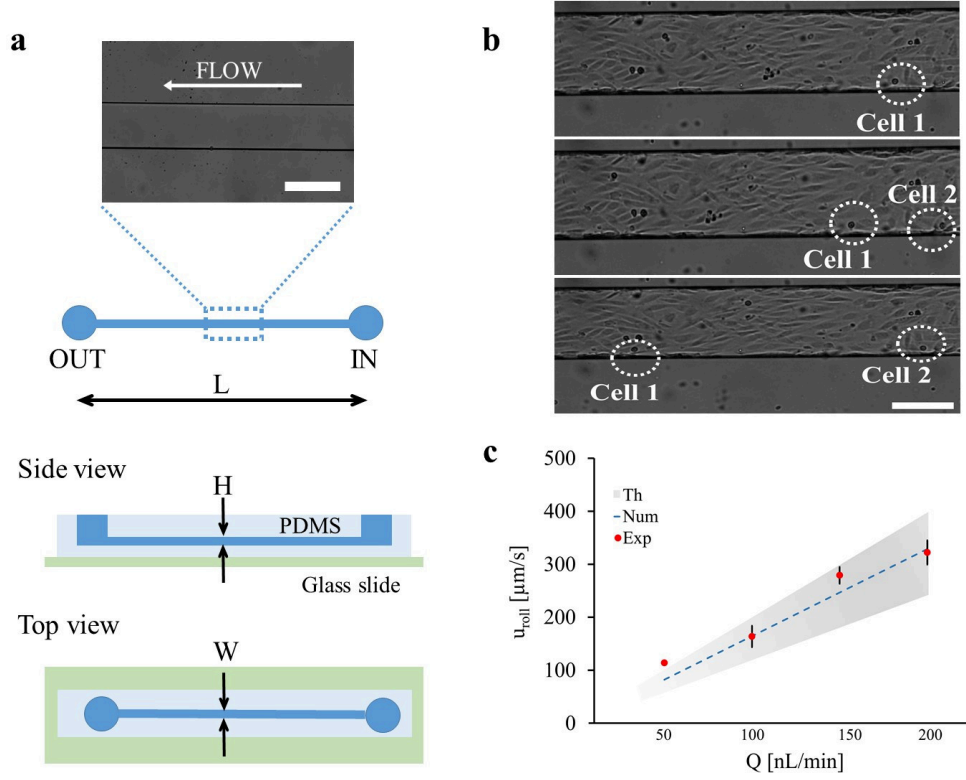 a
FLOW
OUT
IN
L
Side view
H
PDMS
Glass slide
Top view
W
b
Cell 1
Cell 2
Cell 1
Cell 1
Cell 2
c
500
400
300
200
100
0
Th
Num
Exp
uroll [μm/s]
50
100
150
200
Q [nL/min]